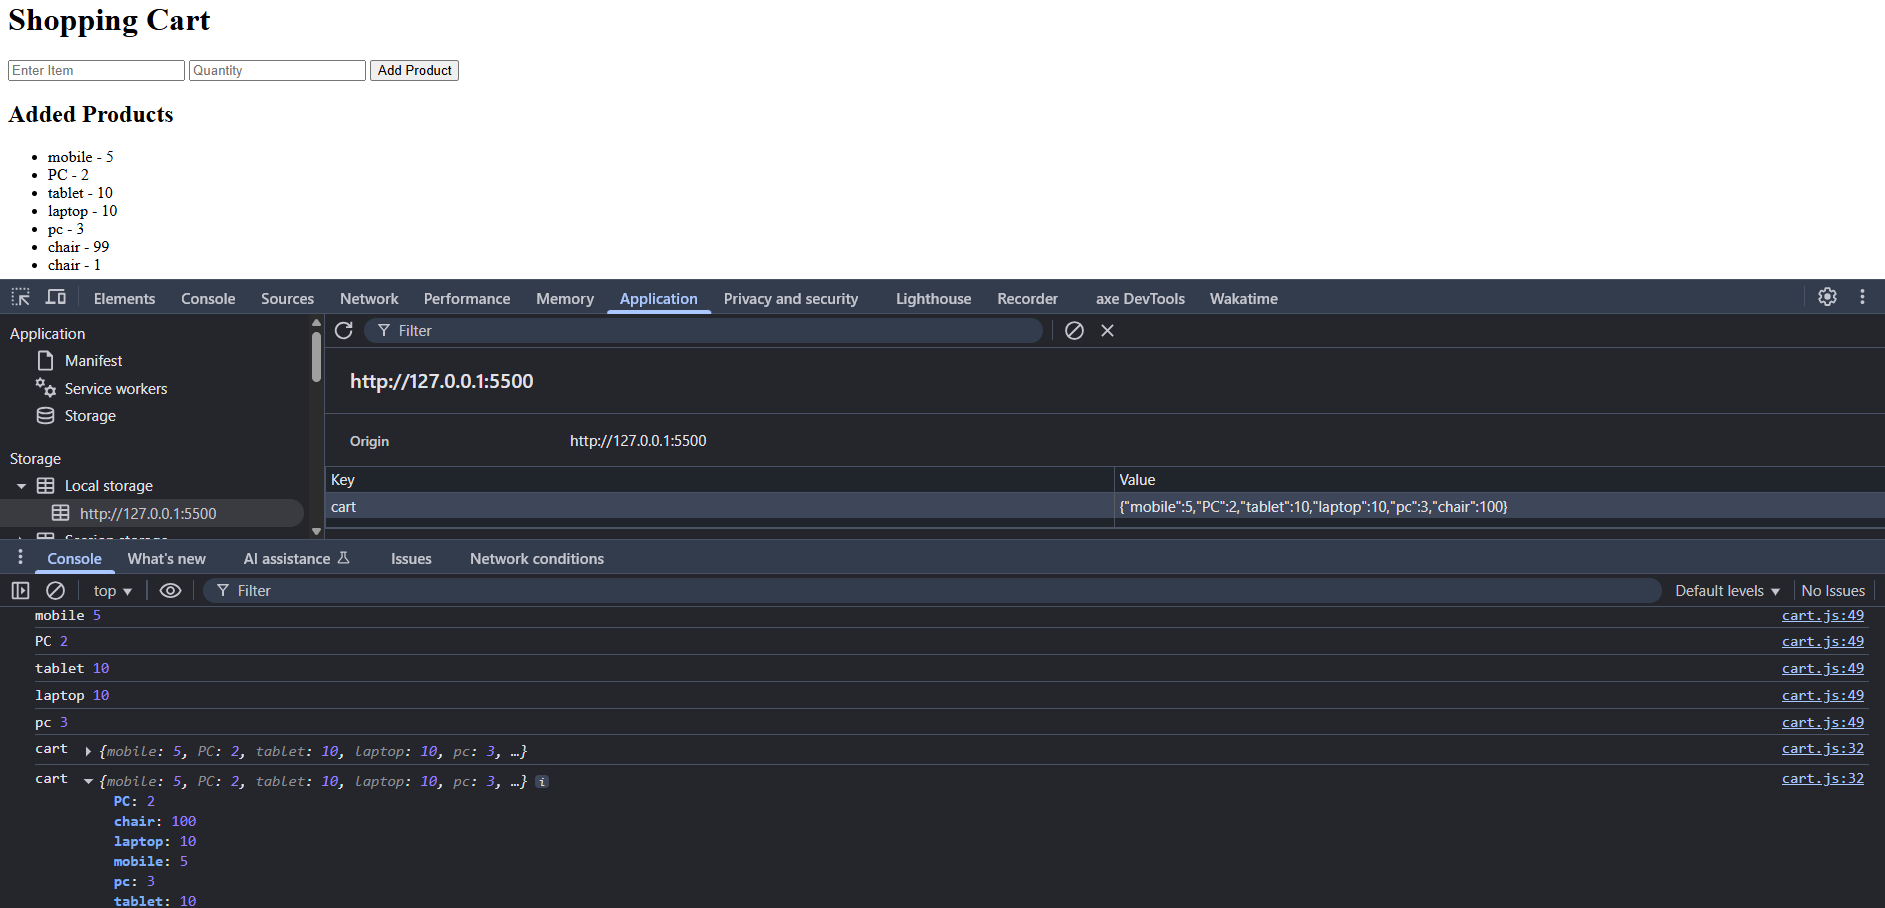 Shopping Cart
Enter Item Quantity Add Product
Added Products
mobile - 5
PC - 2
tablet - 10
laptop - 10
pc - 3
chair - 99
chair - 1
Elements Console Sources Network Performance Memory Application Privacy and security Lighthouse Recorder axe DevTools Wakatime
Application
Manifest
Service workers
Storage
Storage
Local storage
http://127.0.0.1:5500
Filter
http://127.0.0.1:5500
Origin http://127.0.0.1:5500
Key Value
cart {"mobile":5,"PC":2,"tablet":10,"laptop":10,"pc":3,"chair":100}
Console What's new AI assistance Issues Network conditions
top Filter Default levels No Issues
mobile 5 cart.js:49
PC 2 cart.js:49
tablet 10 cart.js:49
laptop 10 cart.js:49
pc 3 cart.js:49
cart {mobile: 5, PC: 2, tablet: 10, laptop: 10, pc: 3, …} cart.js:32
cart {mobile: 5, PC: 2, tablet: 10, laptop: 10, pc: 3, …} i cart.js:32
PC: 2
chair: 100
laptop: 10
mobile: 5
pc: 3
tablet: 10